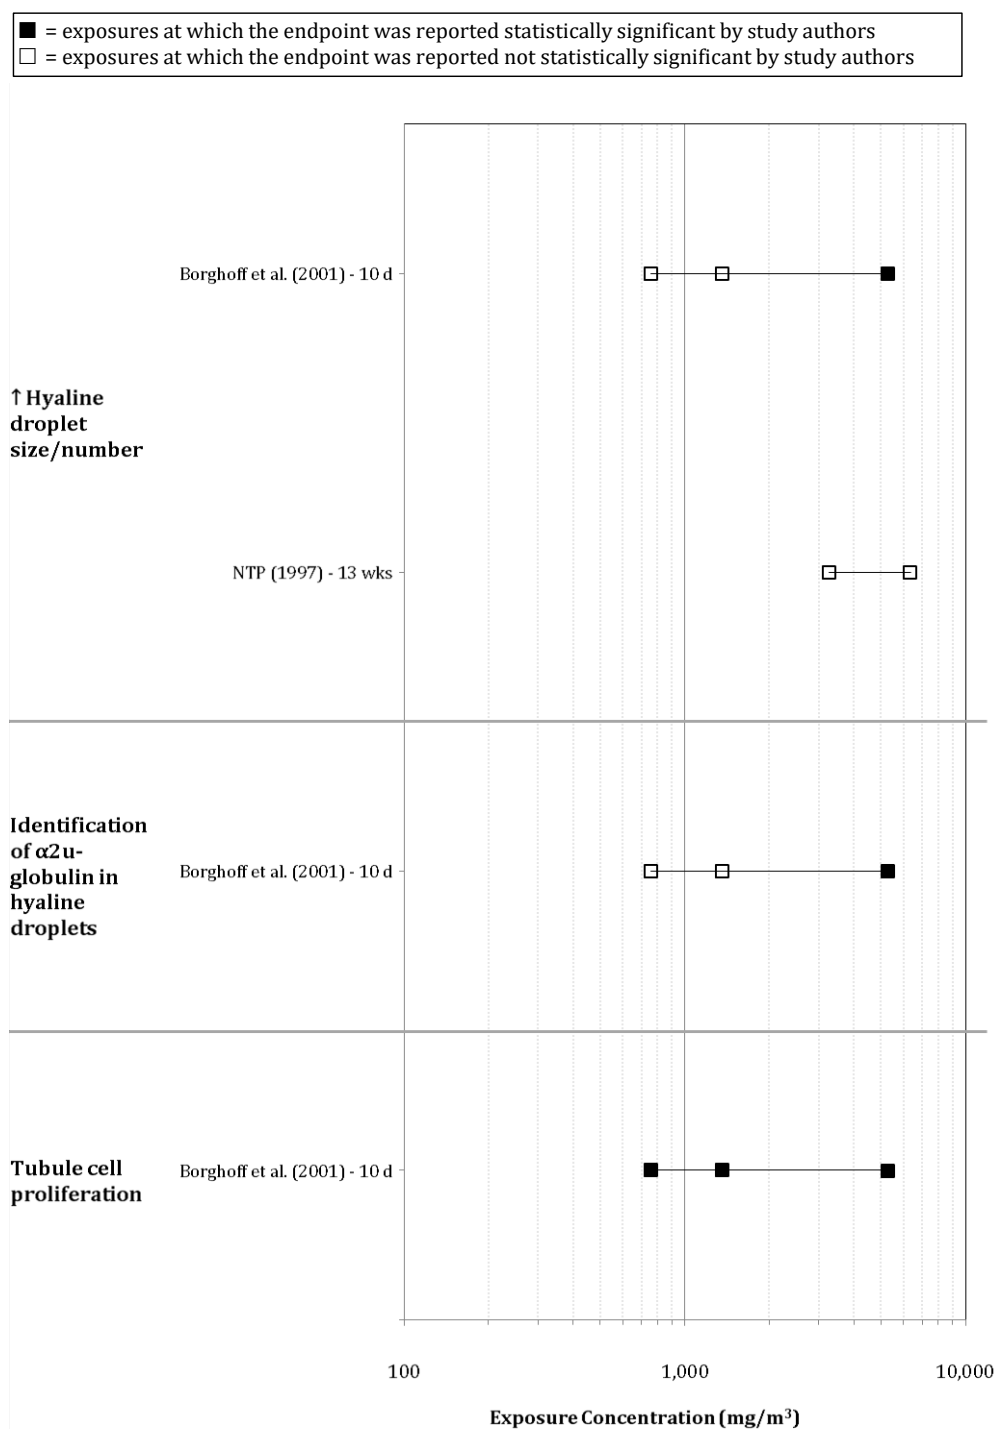 ■ = exposures at which the endpoint was reported statistically significant by study authors
□ = exposures at which the endpoint was reported not statistically significant by study authors
Borghoff et al. (2001) - 10 d
↑ Hyaline
droplet
size/number
NTP (1997) - 13 wks
Identification
of α2u-
globulin in
hyaline
droplets
Borghoff et al. (2001) - 10 d
Tubule cell
proliferation
Borghoff et al. (2001) - 10 d
100 1,000 10,000
Exposure Concentration (mg/m³)